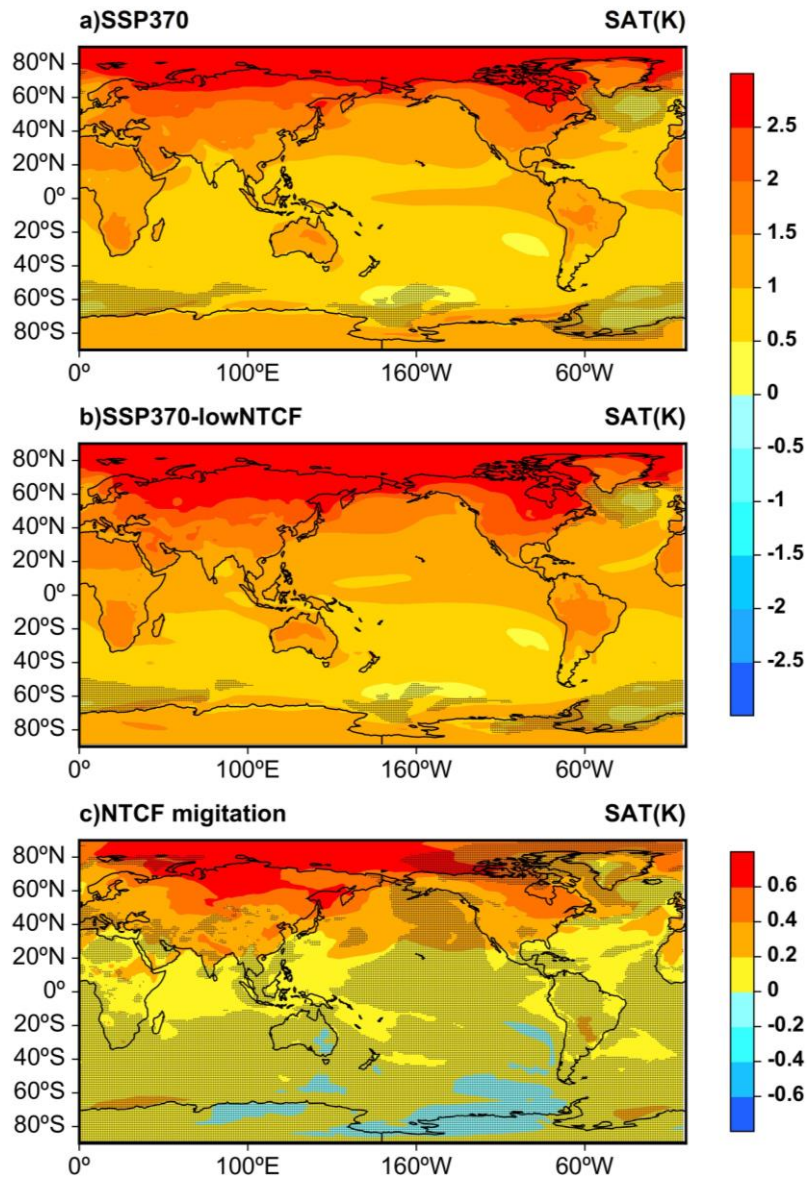 a)SSP370 SAT(K)
80ºN
60ºN
40ºN
20ºN
0º
20ºS
40ºS
60ºS
80ºS
0º 100ºE 160ºW 60ºW
2.5
2
1.5
1
0.5
0
-0.5
-1
-1.5
-2
-2.5
b)SSP370-lowNTCF SAT(K)
80ºN
60ºN
40ºN
20ºN
0º
20ºS
40ºS
60ºS
80ºS
0º 100ºE 160ºW 60ºW
c)NTCF migitation SAT(K)
80ºN
60ºN
40ºN
20ºN
0º
20ºS
40ºS
60ºS
80ºS
0º 100ºE 160ºW 60ºW
0.6
0.4
0.2
0
-0.2
-0.4
-0.6